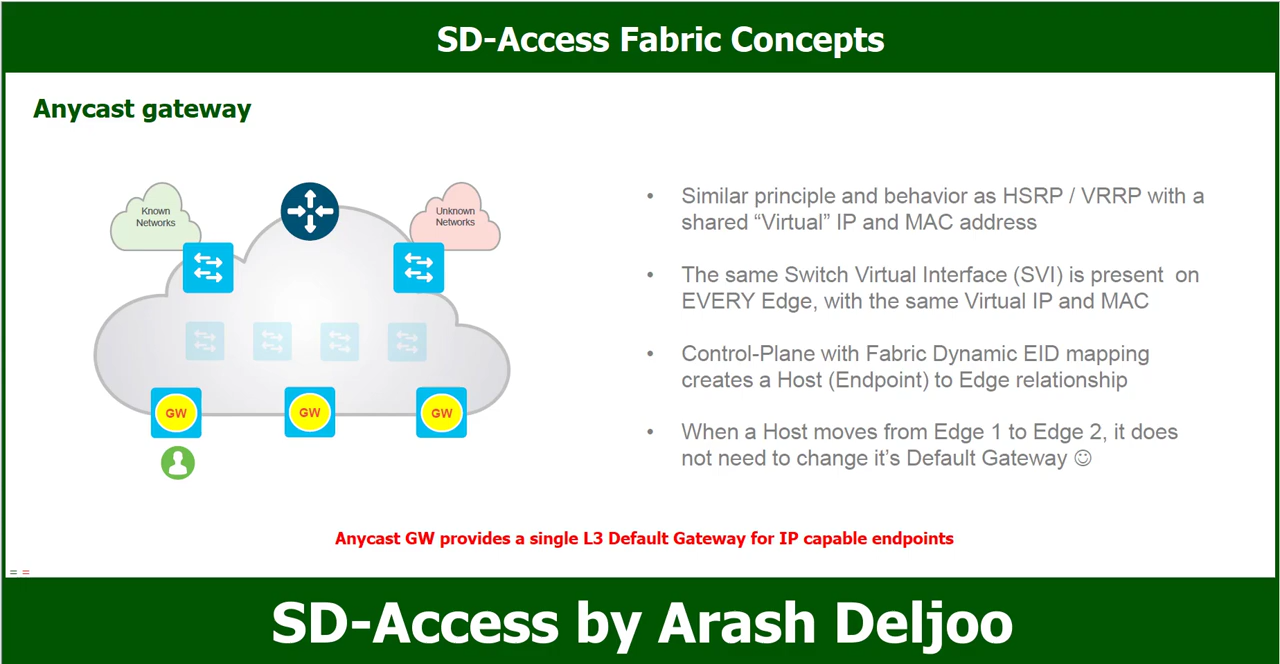 SD-Access Fabric Concepts
Anycast gateway
Known
Networks
Unknown
Networks
GW
GW
GW
• Similar principle and behavior as HSRP / VRRP with a
shared “Virtual” IP and MAC address
• The same Switch Virtual Interface (SVI) is present on
EVERY Edge, with the same Virtual IP and MAC
• Control-Plane with Fabric Dynamic EID mapping
creates a Host (Endpoint) to Edge relationship
• When a Host moves from Edge 1 to Edge 2, it does
not need to change it’s Default Gateway ☺
Anycast GW provides a single L3 Default Gateway for IP capable endpoints
= =
SD-Access by Arash Deljoo